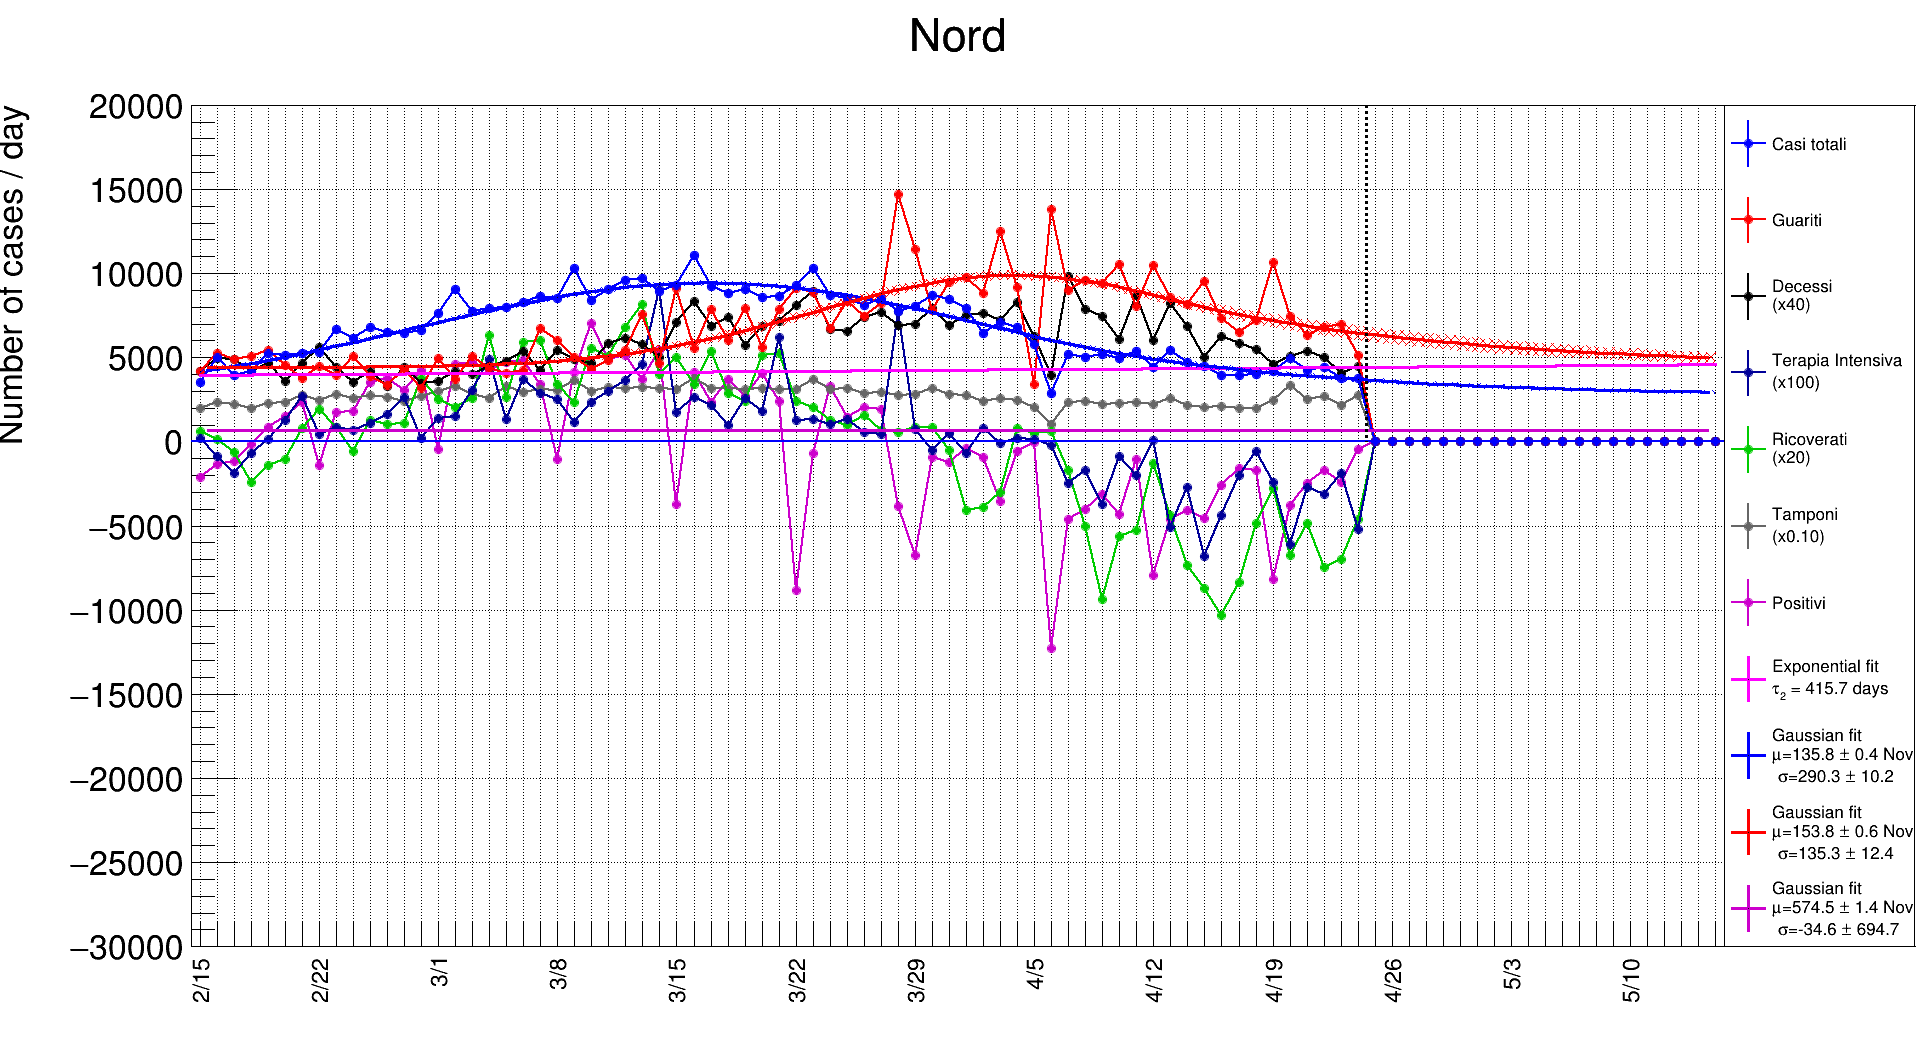 Nord
Number of cases / day
20000
15000
10000
5000
0
−5000
−10000
−15000
−20000
−25000
−30000
2/15
2/22
3/1
3/8
3/15
3/22
3/29
4/5
4/12
4/19
4/26
5/3
5/10
Casi totali
Guariti
Decessi
(x40)
Terapia Intensiva
(x100)
Ricoverati
(x20)
Tamponi
(x0.10)
Positivi
Exponential fit
τ2 = 415.7 days
Gaussian fit
μ=135.8 ± 0.4 Nov
σ=290.3 ± 10.2
Gaussian fit
μ=153.8 ± 0.6 Nov
σ=135.3 ± 12.4
Gaussian fit
μ=574.5 ± 1.4 Nov
σ=-34.6 ± 694.7